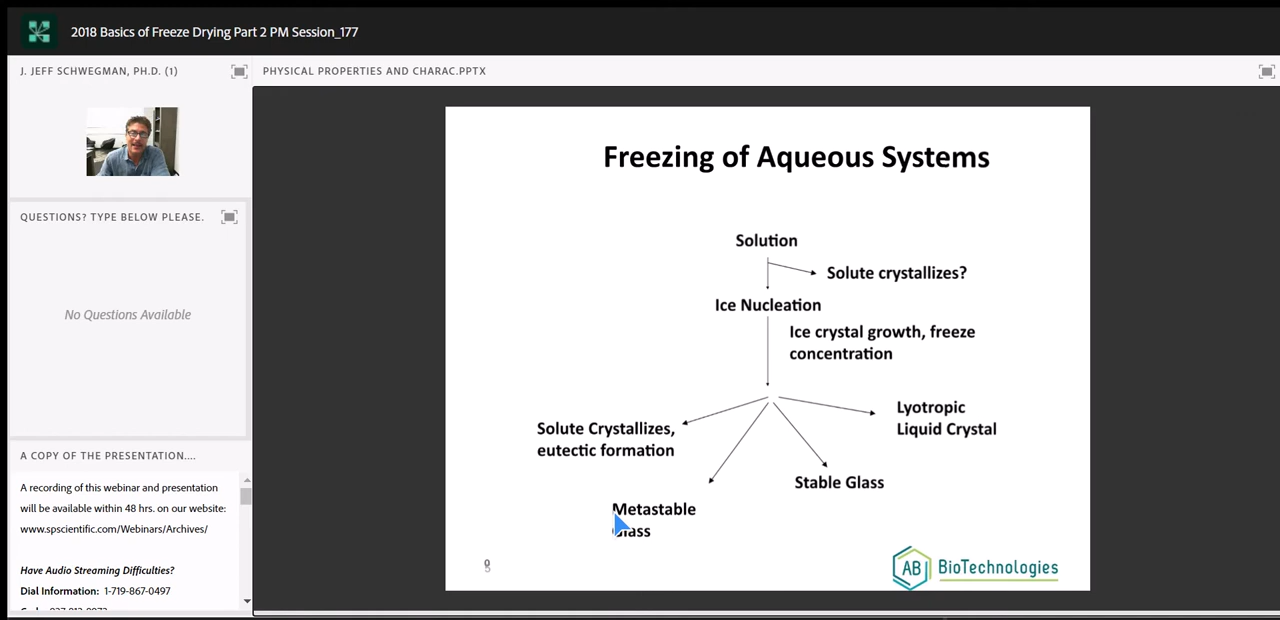 2018 Basics of Freeze Drying Part 2 PM Session_177
J. JEFF SCHWEGMAN, PH.D. (1)
PHYSICAL PROPERTIES AND CHARAC.PPTX
QUESTIONS? TYPE BELOW PLEASE.
No Questions Available
A COPY OF THE PRESENTATION....
A recording of this webinar and presentation
will be available within 48 hrs. on our website:
www.spscientific.com/Webinars/Archives/
Have Audio Streaming Difficulties?
Dial Information: 1-719-867-0497
Freezing of Aqueous Systems
Solution
Solute crystallizes?
Ice Nucleation
Ice crystal growth, freeze
concentration
Solute Crystallizes,
eutectic formation
Lyotropic
Liquid Crystal
Stable Glass
Metastable
Glass
AB BioTechnologies